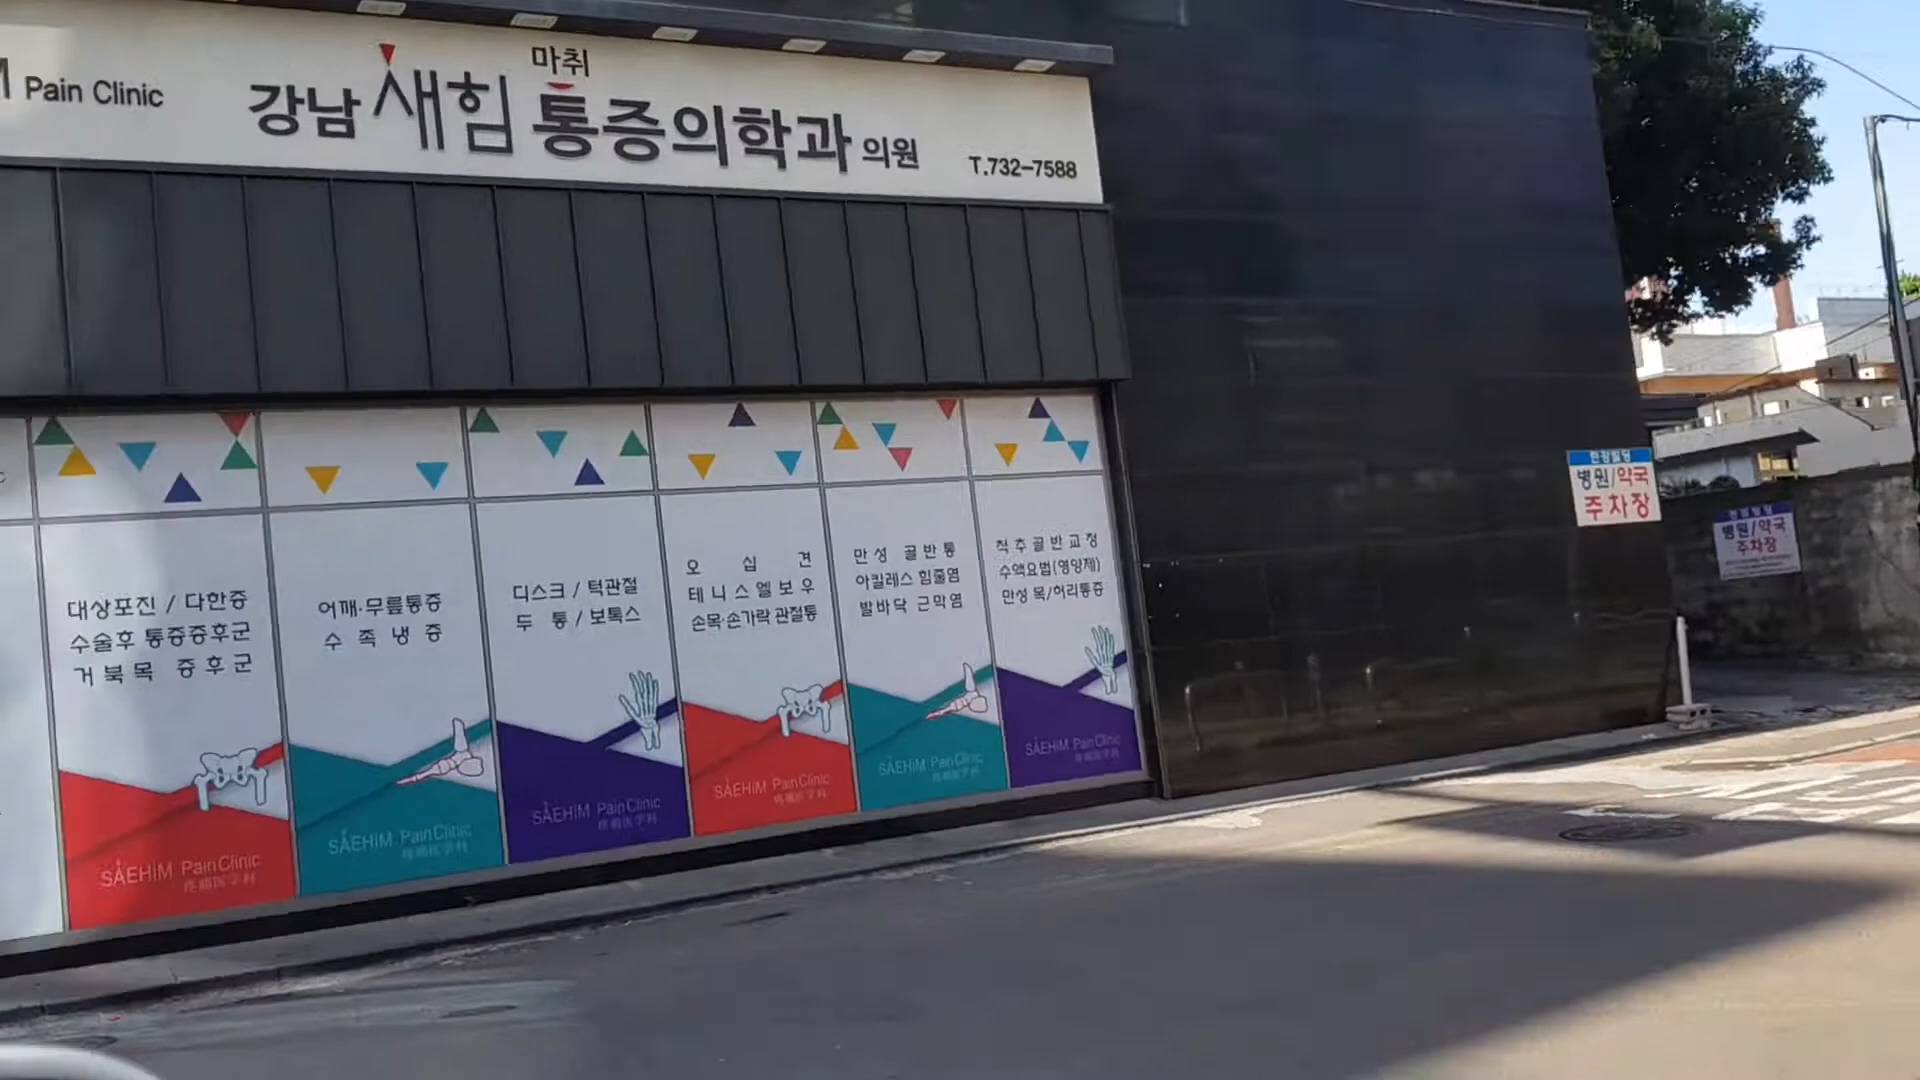 Pain Clinic
마취
강남 새힘 통증의학과 의원
T.732-7588
대상포진 / 다한증
수술후 통증증후군
거북목 증후군
어깨·무릎통증
수족냉증
디스크 / 턱관절
두 통 / 보톡스
오 십 견
테니스엘보우
손목·손가락 관절통
만성 골반통
아킬레스 힘줄염
발바닥 근막염
척추골반교정
수액요법(영양제)
만성 목/허리통증
SAEHIM Pain Clinic
SAEHIM Pain Clinic
SAEHIM Pain Clinic
SAEHIM Pain Clinic
SAEHIM Pain Clinic
SAEHIM Pain Clinic
병원/약국
주차장
병원/약국
주차장